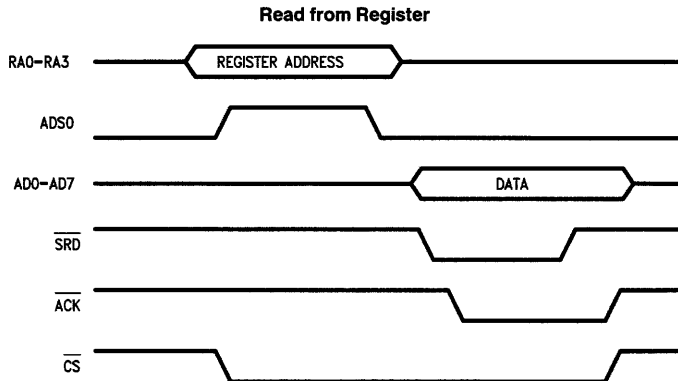 Read from Register
RA0-RA3
REGISTER ADDRESS
ADS0
AD0-AD7
DATA
SRD
ACK
CS